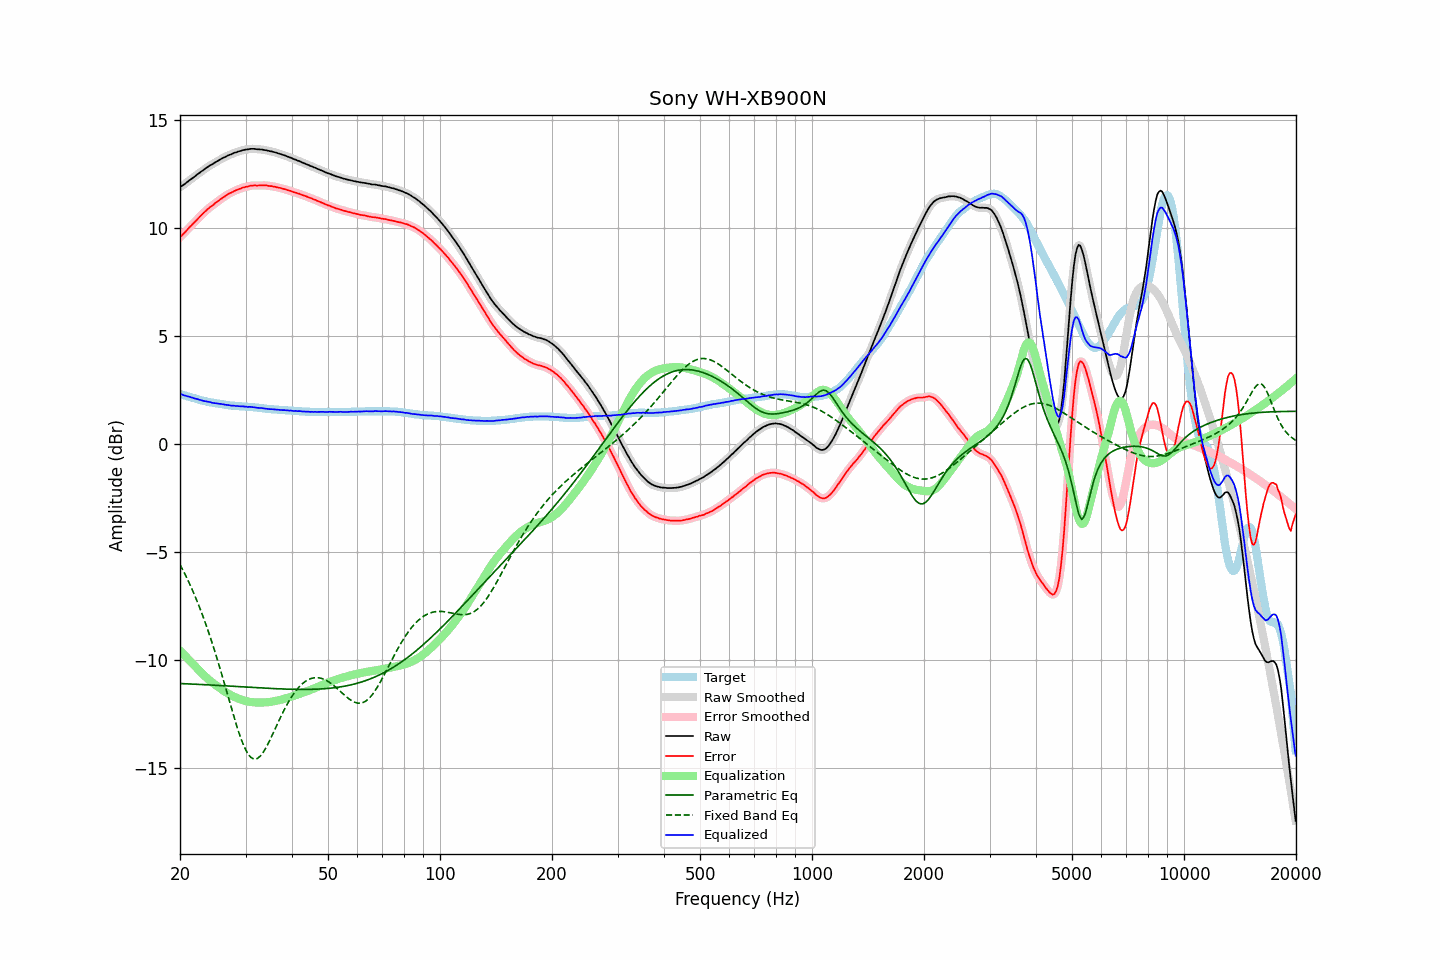 Sony WH-XB900N
15
10
5
0
−5
−10
−15
Amplitude (dBr)
20
50
100
200
500
1000
2000
5000
10000
20000
Frequency (Hz)
Target
Raw Smoothed
Error Smoothed
Raw
Error
Equalization
Parametric Eq
Fixed Band Eq
Equalized